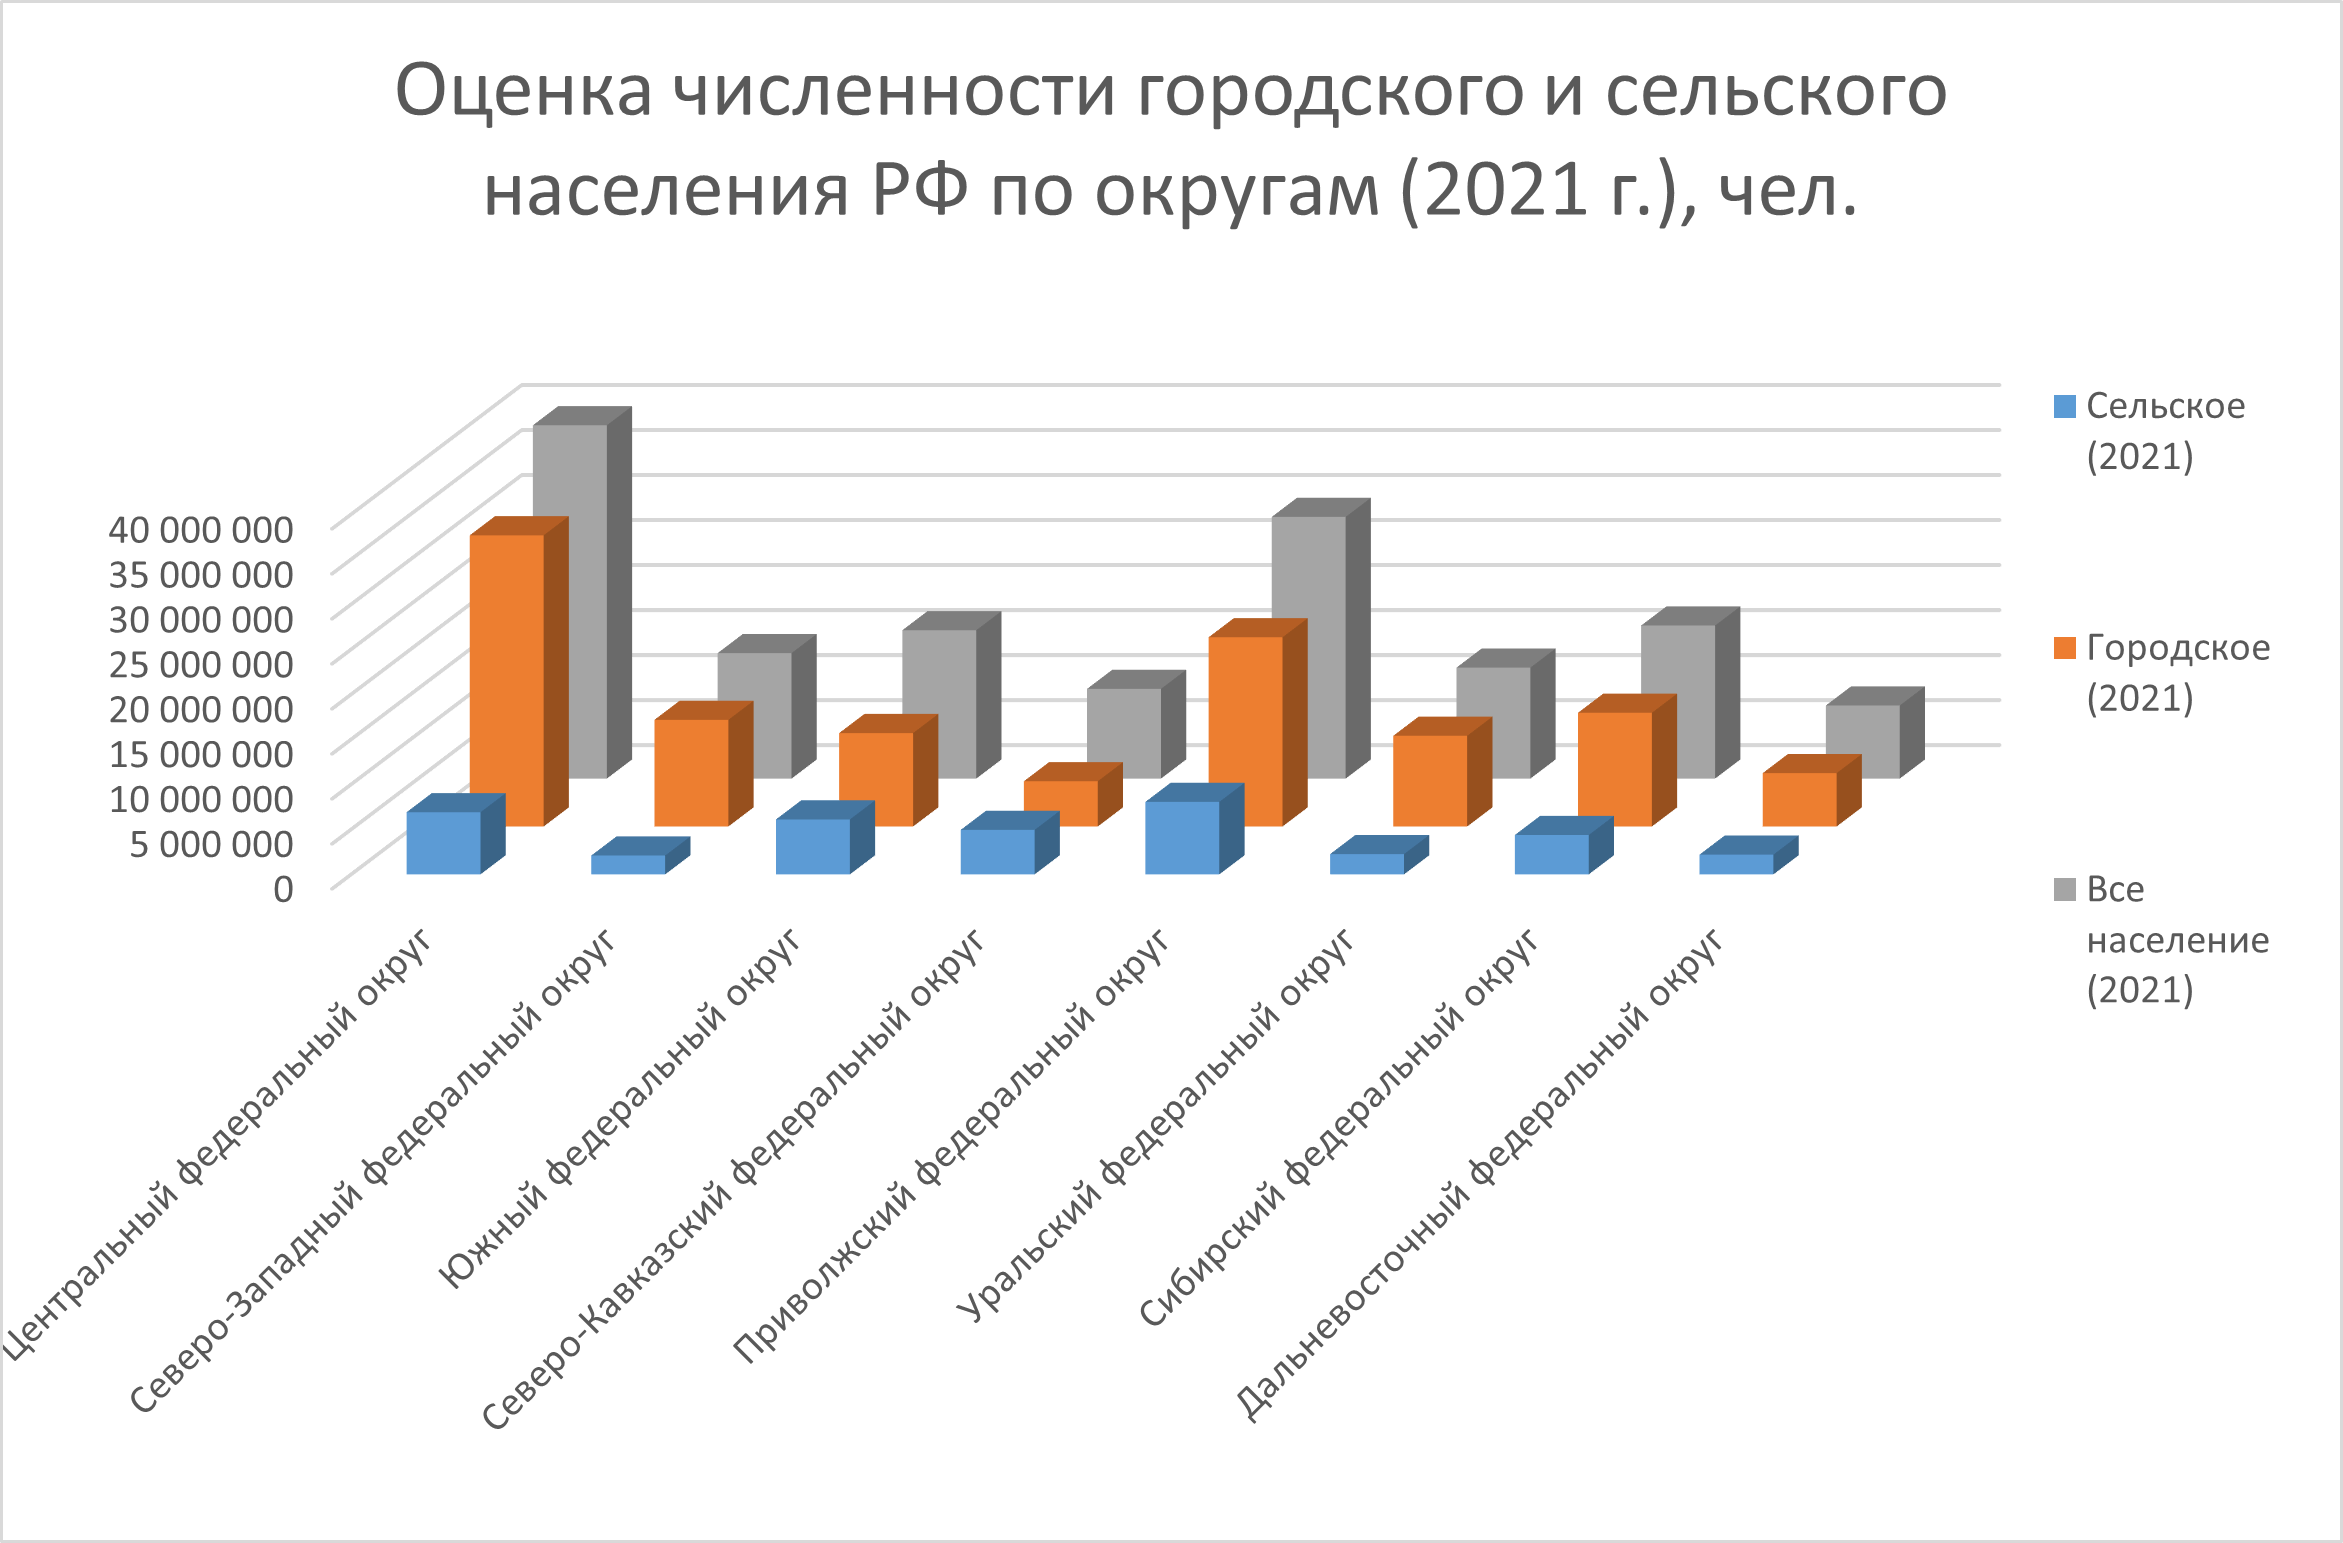 Оценка численности городского и сельского
населения РФ по округам (2021 г.), чел.
40 000 000
35 000 000
30 000 000
25 000 000
20 000 000
15 000 000
10 000 000
5 000 000
0
Центральный федеральный округ
Северо-Западный федеральный округ
Южный федеральный округ
Северо-Кавказский федеральный округ
Приволжский федеральный округ
Уральский федеральный округ
Сибирский федеральный округ
Дальневосточный федеральный округ
Сельское
(2021)
Городское
(2021)
Все
население
(2021)